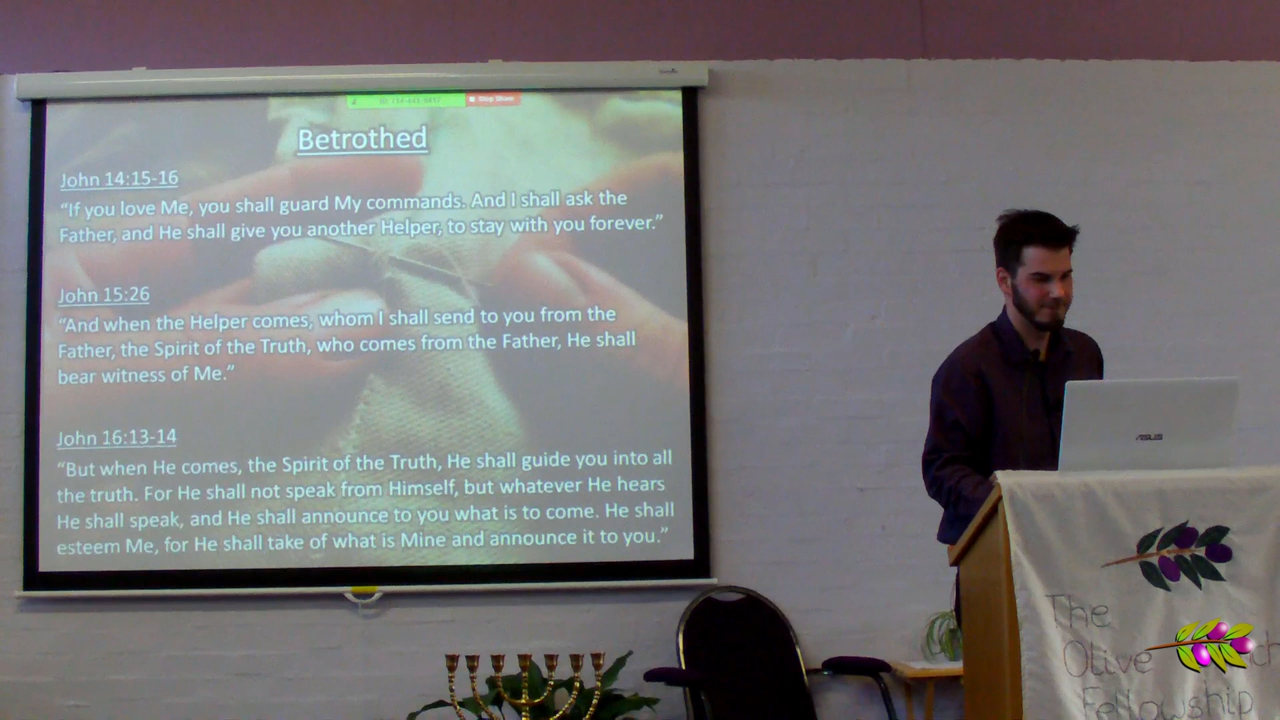 Stop Share
Betrothed
John 14:15-16
“If you love Me, you shall guard My commands. And I shall ask the
Father, and He shall give you another Helper, to stay with you forever.”
John 15:26
“And when the Helper comes, whom I shall send to you from the
Father, the Spirit of the Truth, who comes from the Father, He shall
bear witness of Me.”
John 16:13-14
“But when He comes, the Spirit of the Truth, He shall guide you into all
the truth. For He shall not speak from Himself, but whatever He hears
He shall speak, and He shall announce to you what is to come. He shall
esteem Me, for He shall take of what is Mine and announce it to you.”
ASUS
The
Olive
Fellowship